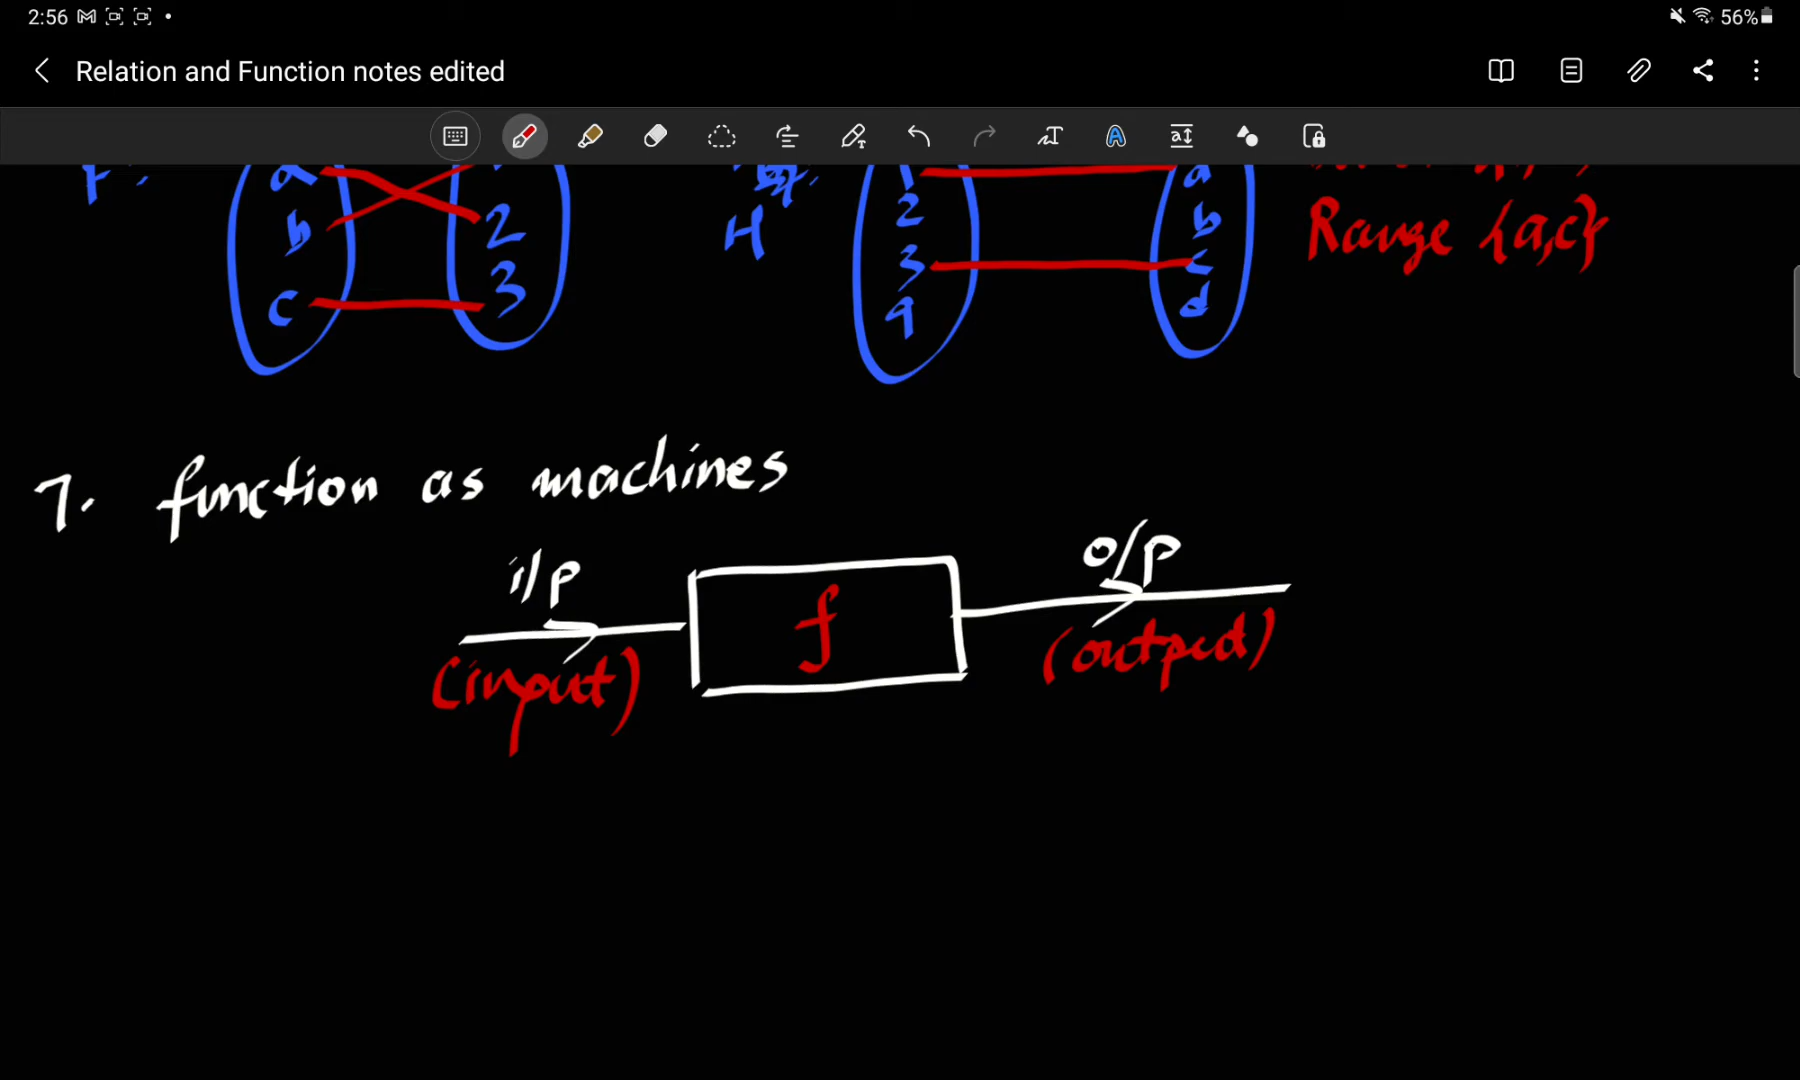 2:56 56%
Relation and Function notes edited
a
b 2
c 3
H
1 a
2 b
3 c
4 d
Range {a,c}
7. function as machines
i/p o/p
f
(input) (output)